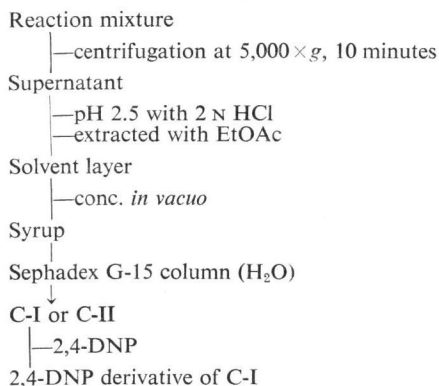 Reaction mixture
—centrifugation at 5,000 × g, 10 minutes
Supernatant
—pH 2.5 with 2 N HCl
—extracted with EtOAc
Solvent layer
—conc. in vacuo
Syrup
Sephadex G-15 column (H₂O)
C-I or C-II
—2,4-DNP
2,4-DNP derivative of C-I